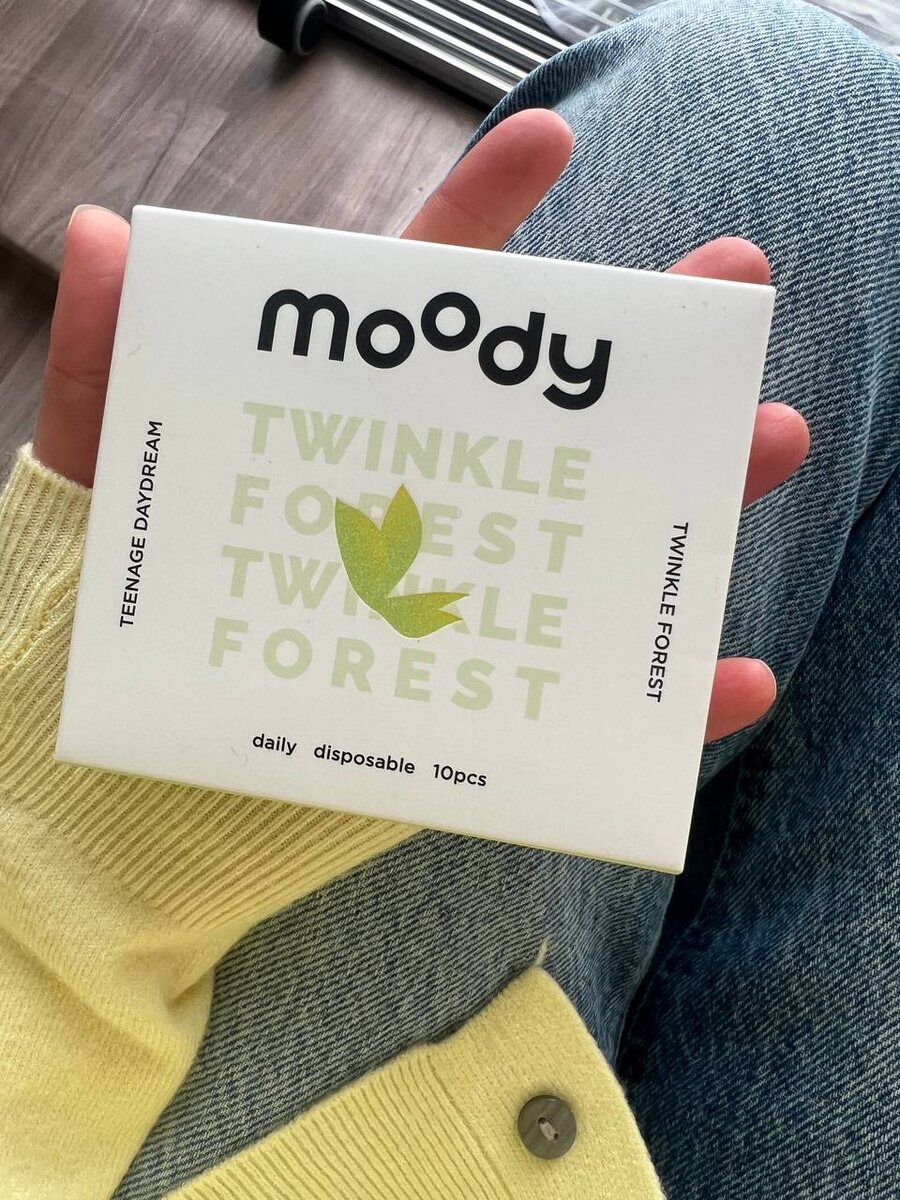 moody
TWINKLE
FOREST
TWINKLE
FOREST
TEENAGE DAYDREAM
TWINKLE FOREST
daily disposable 10pcs